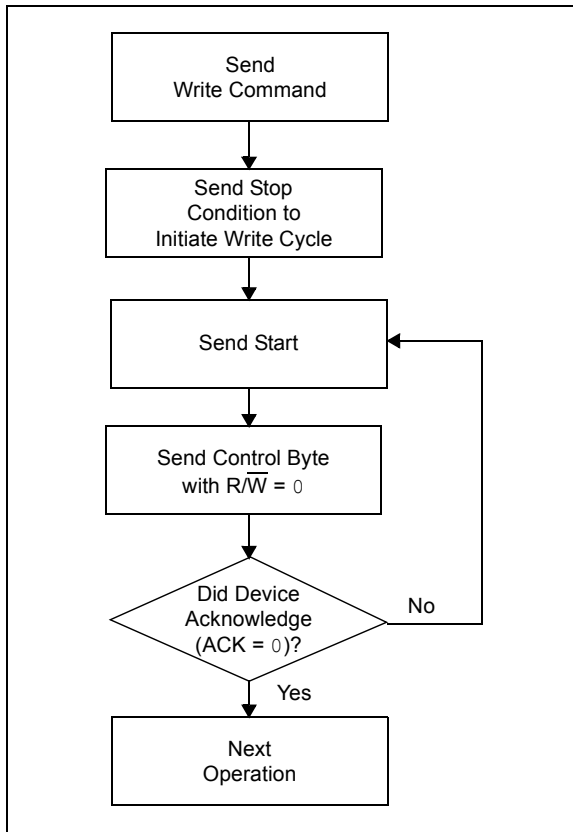 Send
Write Command
Send Stop
Condition to
Initiate Write Cycle
Send Start
Send Control Byte
with R/W̅ = 0
Did Device
Acknowledge
(ACK = 0)?
No
Yes
Next
Operation